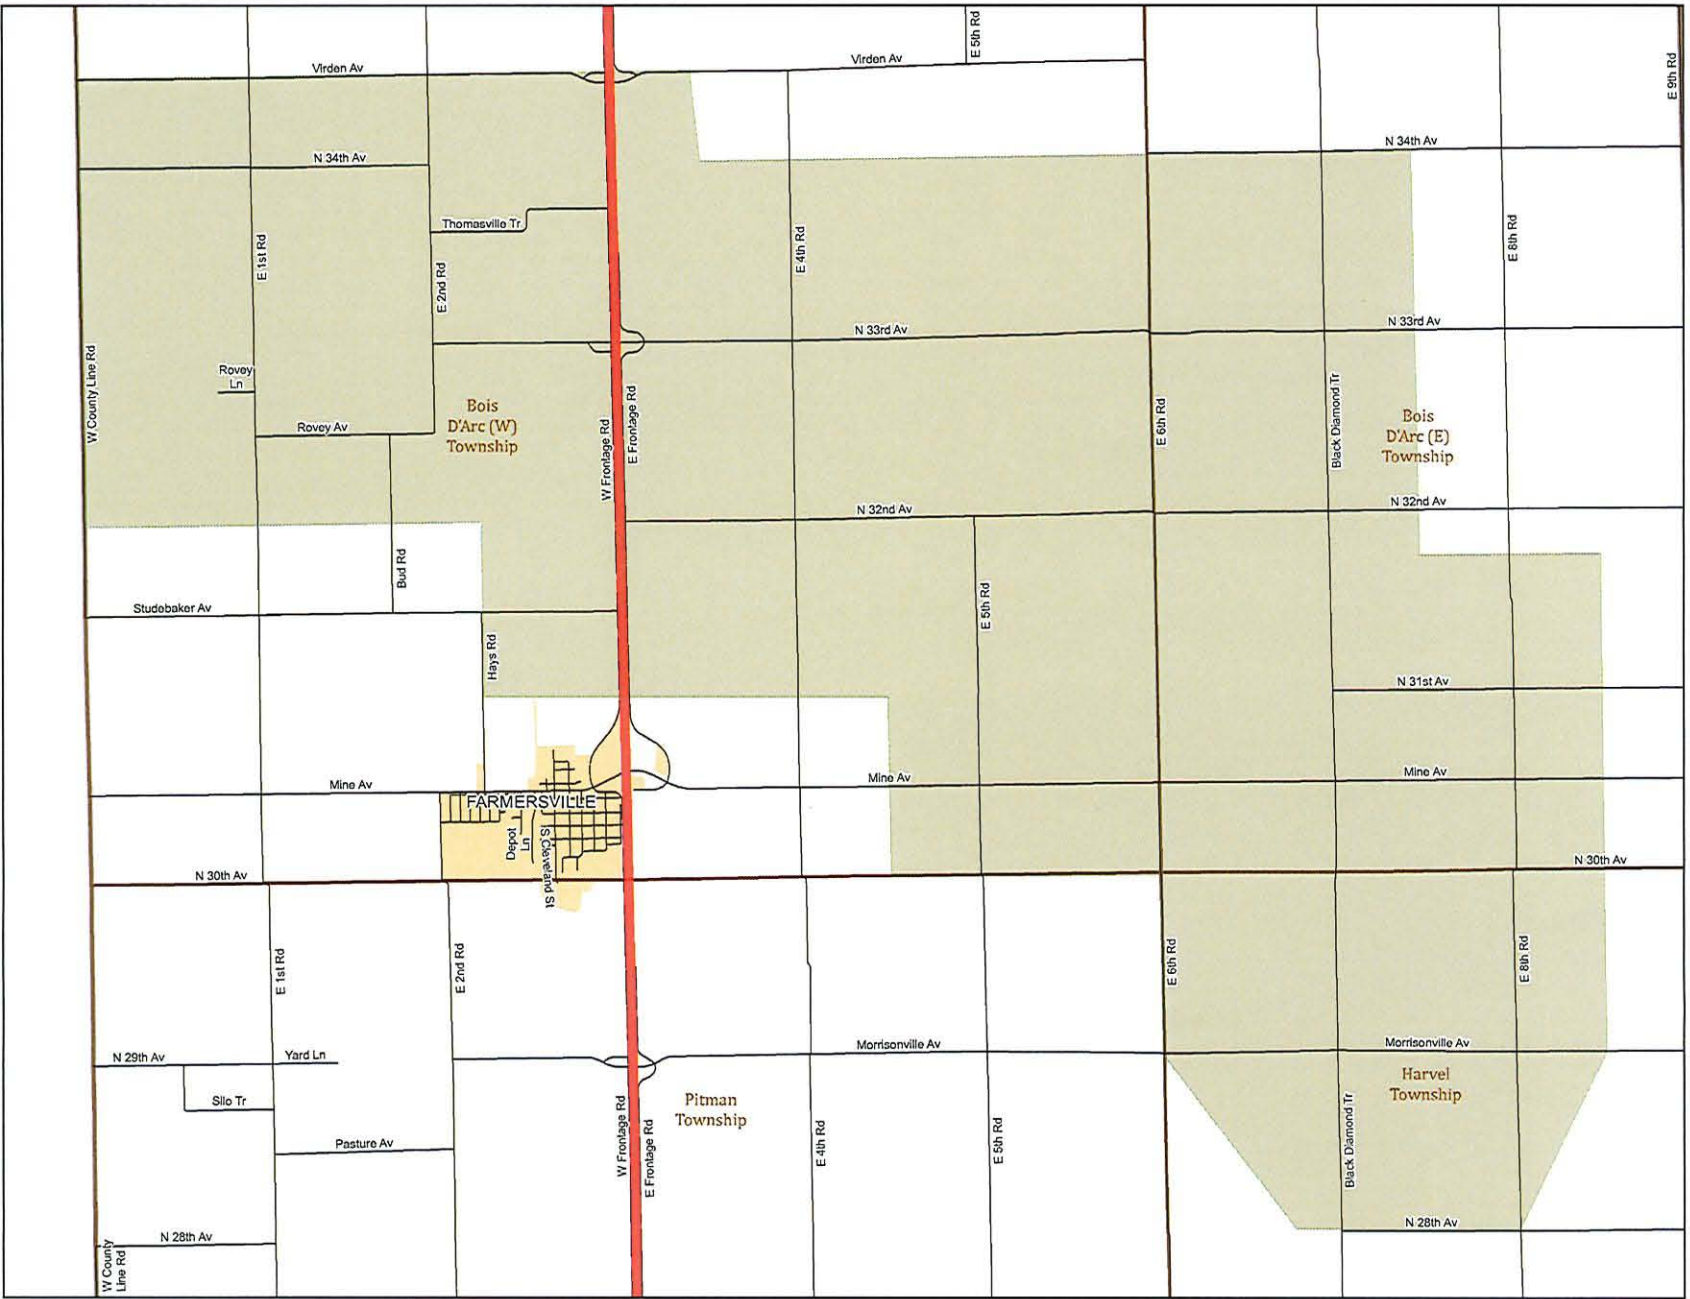 E 5th Rd
E 9th Rd
Virden Av
Virden Av
N 34th Av
N 34th Av
Thomasville Tr
E 1st Rd
E 2nd Rd
E 4th Rd
E 8th Rd
N 33rd Av
N 33rd Av
W County Line Rd
Rovey
Ln
Rovey Av
Bois
D'Arc (W)
Township
W Frontage Rd
E Frontage Rd
E 6th Rd
Black Diamond Tr
Bois
D'Arc (E)
Township
N 32nd Av
N 32nd Av
Bud Rd
Studebaker Av
Hays Rd
E 5th Rd
N 31st Av
Mine Av
Mine Av
Mine Av
FARMERSVILLE
Depot
Ln
S Cleveland St
N 30th Av
N 30th Av
E 1st Rd
E 2nd Rd
E 6th Rd
E 8th Rd
N 29th Av
Yard Ln
Morrisonville Av
Morrisonville Av
Silo Tr
Pasture Av
W Frontage Rd
E Frontage Rd
Pitman
Township
E 4th Rd
E 5th Rd
Harvel
Township
Black Diamond Tr
N 28th Av
N 28th Av
W County
Line Rd